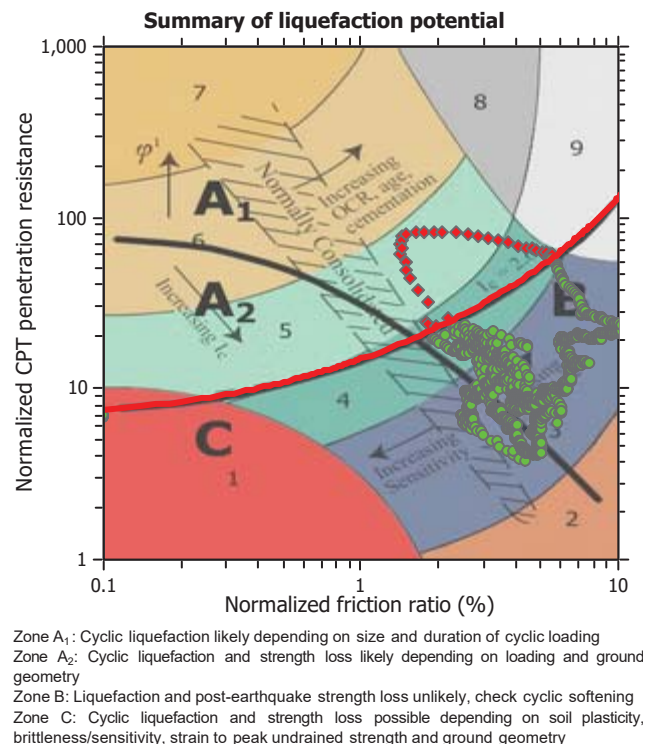 Summary of liquefaction potential
1,000
100
10
1
Normalized CPT penetration resistance
7
8
9
φ'
A₁
Normally Consolidated
Increasing
OCR, age,
cementation
6
A₂
Increasing Ic
5
B
4
C
1
Increasing
Sensitivity
3
2
0.1
1
10
Normalized friction ratio (%)
Zone A₁: Cyclic liquefaction likely depending on size and duration of cyclic loading
Zone A₂: Cyclic liquefaction and strength loss likely depending on loading and ground
geometry
Zone B: Liquefaction and post-earthquake strength loss unlikely, check cyclic softening
Zone C: Cyclic liquefaction and strength loss possible depending on soil plasticity,
brittleness/sensitivity, strain to peak undrained strength and ground geometry